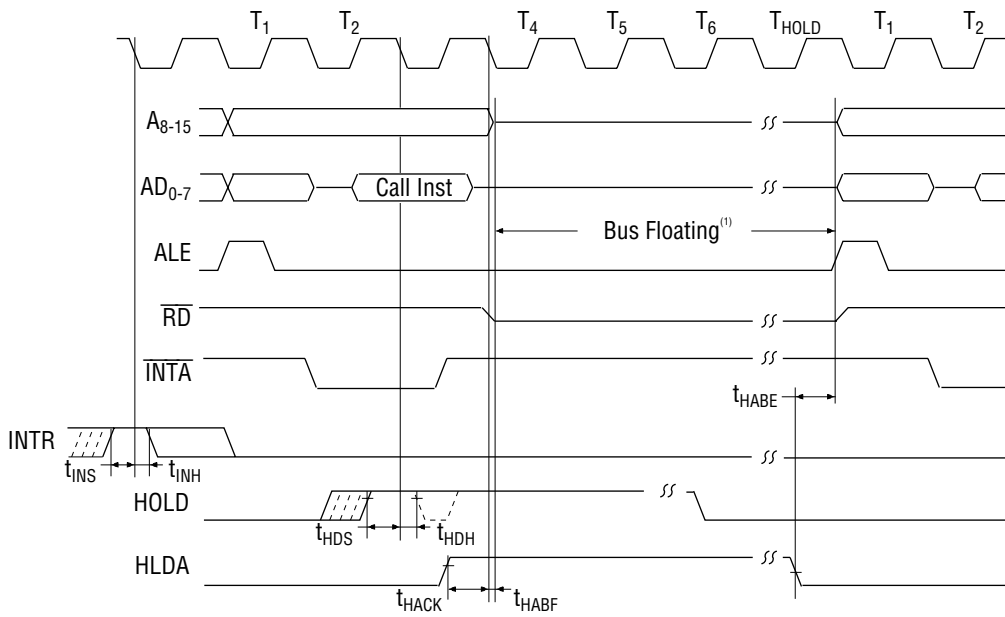 T1 T2 T4 T5 T6 THOLD T1 T2
A8-15
AD0-7 Call Inst
Bus Floating(1)
ALE
RD
INTA
tHABE
INTR
tINS tINH
HOLD
tHDS tHDH
HLDA
tHACK tHABF